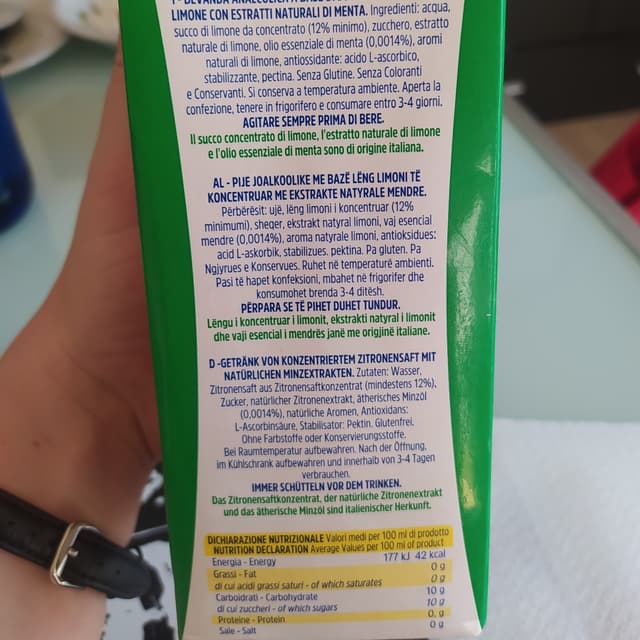 LIMONE CON ESTRATTI NATURALI DI MENTA. Ingredienti: acqua,
succo di limone da concentrato (12% minimo), zucchero, estratto
naturale di limone, olio essenziale di menta (0,0014%), aromi
naturali di limone, antiossidante: acido L-ascorbico,
stabilizzante, pectina. Senza Glutine. Senza Coloranti
e Conservanti. Si conserva a temperatura ambiente. Aperta la
confezione, tenere in frigorifero e consumare entro 3-4 giorni.
AGITARE SEMPRE PRIMA DI BERE.
Il succo concentrato di limone, l'estratto naturale di limone
e l'olio essenziale di menta sono di origine italiana.
AL - PIJE JOALKOOLIKE ME BAZË LËNG LIMONI TË
KONCENTRUAR ME EKSTRAKTE NATYRALE MENDRE.
Përbërësit: ujë, lëng limoni i koncentruar (12%
minimumi), sheqer, ekstrakt natyral limoni, vaj esencial
mendre (0,0014%), aroma natyrale limoni, antioksidues:
acid L-askorbik, stabilizues. pektina. Pa gluten. Pa
Ngjyrues e Konservues. Ruhet në temperaturë ambienti.
Pasi të hapet konfeksioni, mbahet në frigorifer dhe
konsumohet brenda 3-4 ditësh.
PËRPARA SE TË PIHET DUHET TUNDUR.
Lëngu i koncentruar i limonit, ekstrakti natyral i limonit
dhe vaji esencial i mendrës janë me origjinë italiane.
D -GETRÄNK VON KONZENTRIERTEM ZITRONENSAFT MIT
NATÜRLICHEN MINZEXTRAKTEN. Zutaten: Wasser,
Zitronensaft aus Zitronensaftkonzentrat (mindestens 12%),
Zucker, natürlicher Zitronenextrakt, ätherisches Minzöl
(0,0014%), natürliche Aromen, Antioxidans:
L-Ascorbinsäure, Stabilisator: Pektin. Glutenfrei.
Ohne Farbstoffe oder Konservierungsstoffe.
Bei Raumtemperatur aufbewahren. Nach der Öffnung,
im Kühlschrank aufbewahren und innerhalb von 3-4 Tagen
verbrauchen.
IMMER SCHÜTTELN VOR DEM TRINKEN.
Das Zitronensaftkonzentrat, der natürliche Zitronenextrakt
und das ätherische Minzöl sind italienischer Herkunft.
DICHIARAZIONE NUTRIZIONALE Valori medi per 100 ml di prodotto
NUTRITION DECLARATION Average Values per 100 ml of product
Energia - Energy 177 kJ 42 kcal
Grassi - Fat 0 g
di cui acidi grassi saturi - of which saturates 0 g
Carboidrati - Carbohydrate 10 g
di cui zuccheri - of which sugars 10 g
Proteine - Protein 0. g
Sale - Salt 0 g